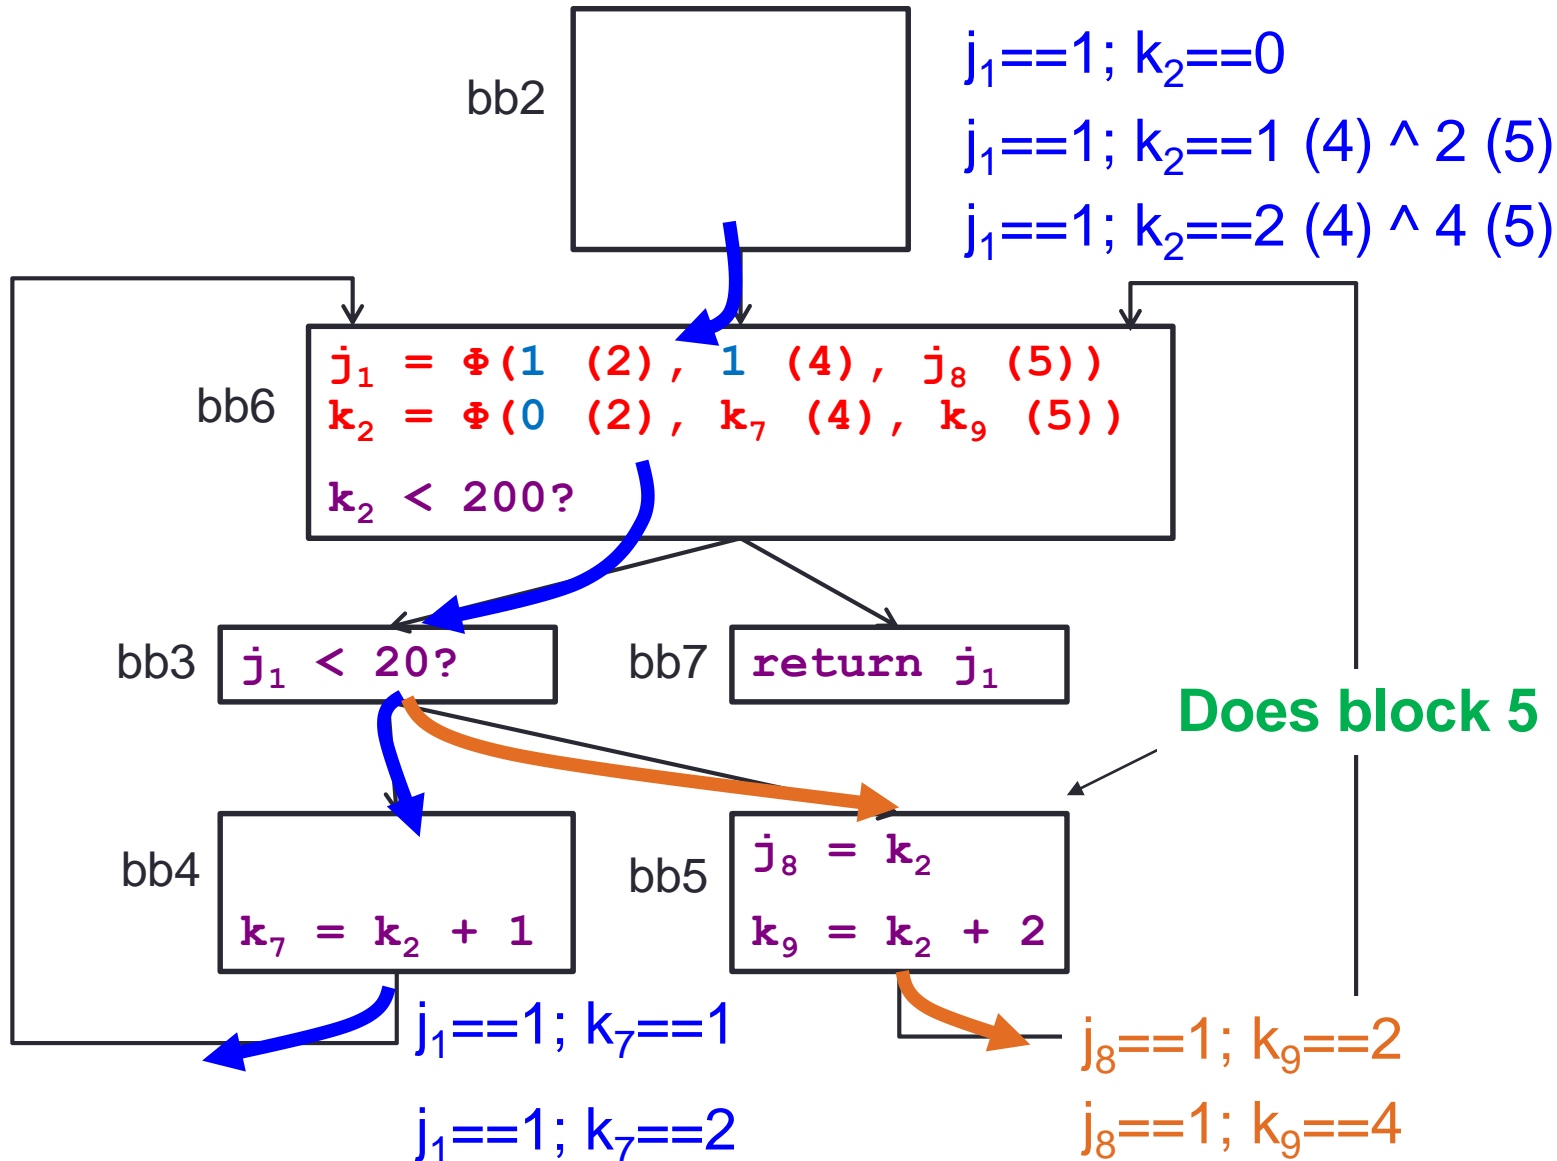 j₁==1; k₂==0
bb2
j₁==1; k₂==1 (4) ^ 2 (5)
j₁==1; k₂==2 (4) ^ 4 (5)
j₁ = Φ(1 (2), 1 (4), j₈ (5))
bb6
k₂ = Φ(0 (2), k₇ (4), k₉ (5))
k₂ < 200?
bb3
j₁ < 20?
bb7
return j₁
Does block 5
bb4
k₇ = k₂ + 1
bb5
j₈ = k₂
k₉ = k₂ + 2
j₁==1; k₇==1
j₈==1; k₉==2
j₁==1; k₇==2
j₈==1; k₉==4